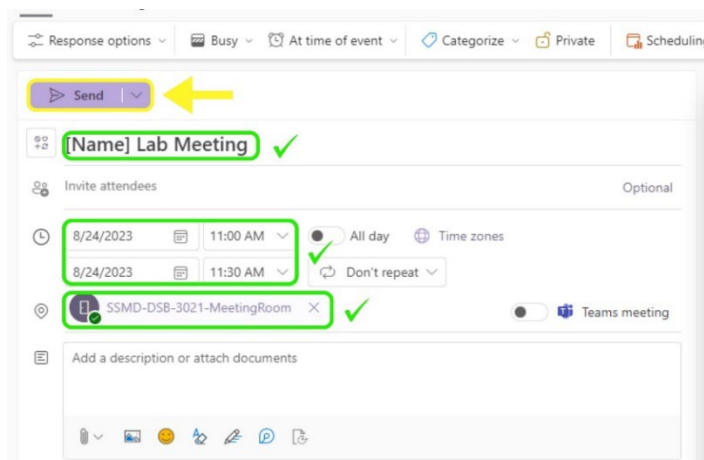 Response options Busy At time of event Categorize Private Scheduling
Send
[Name] Lab Meeting
Invite attendees Optional
8/24/2023 11:00 AM All day Time zones
8/24/2023 11:30 AM Don't repeat
SSMD-DSB-3021-MeetingRoom Teams meeting
Add a description or attach documents